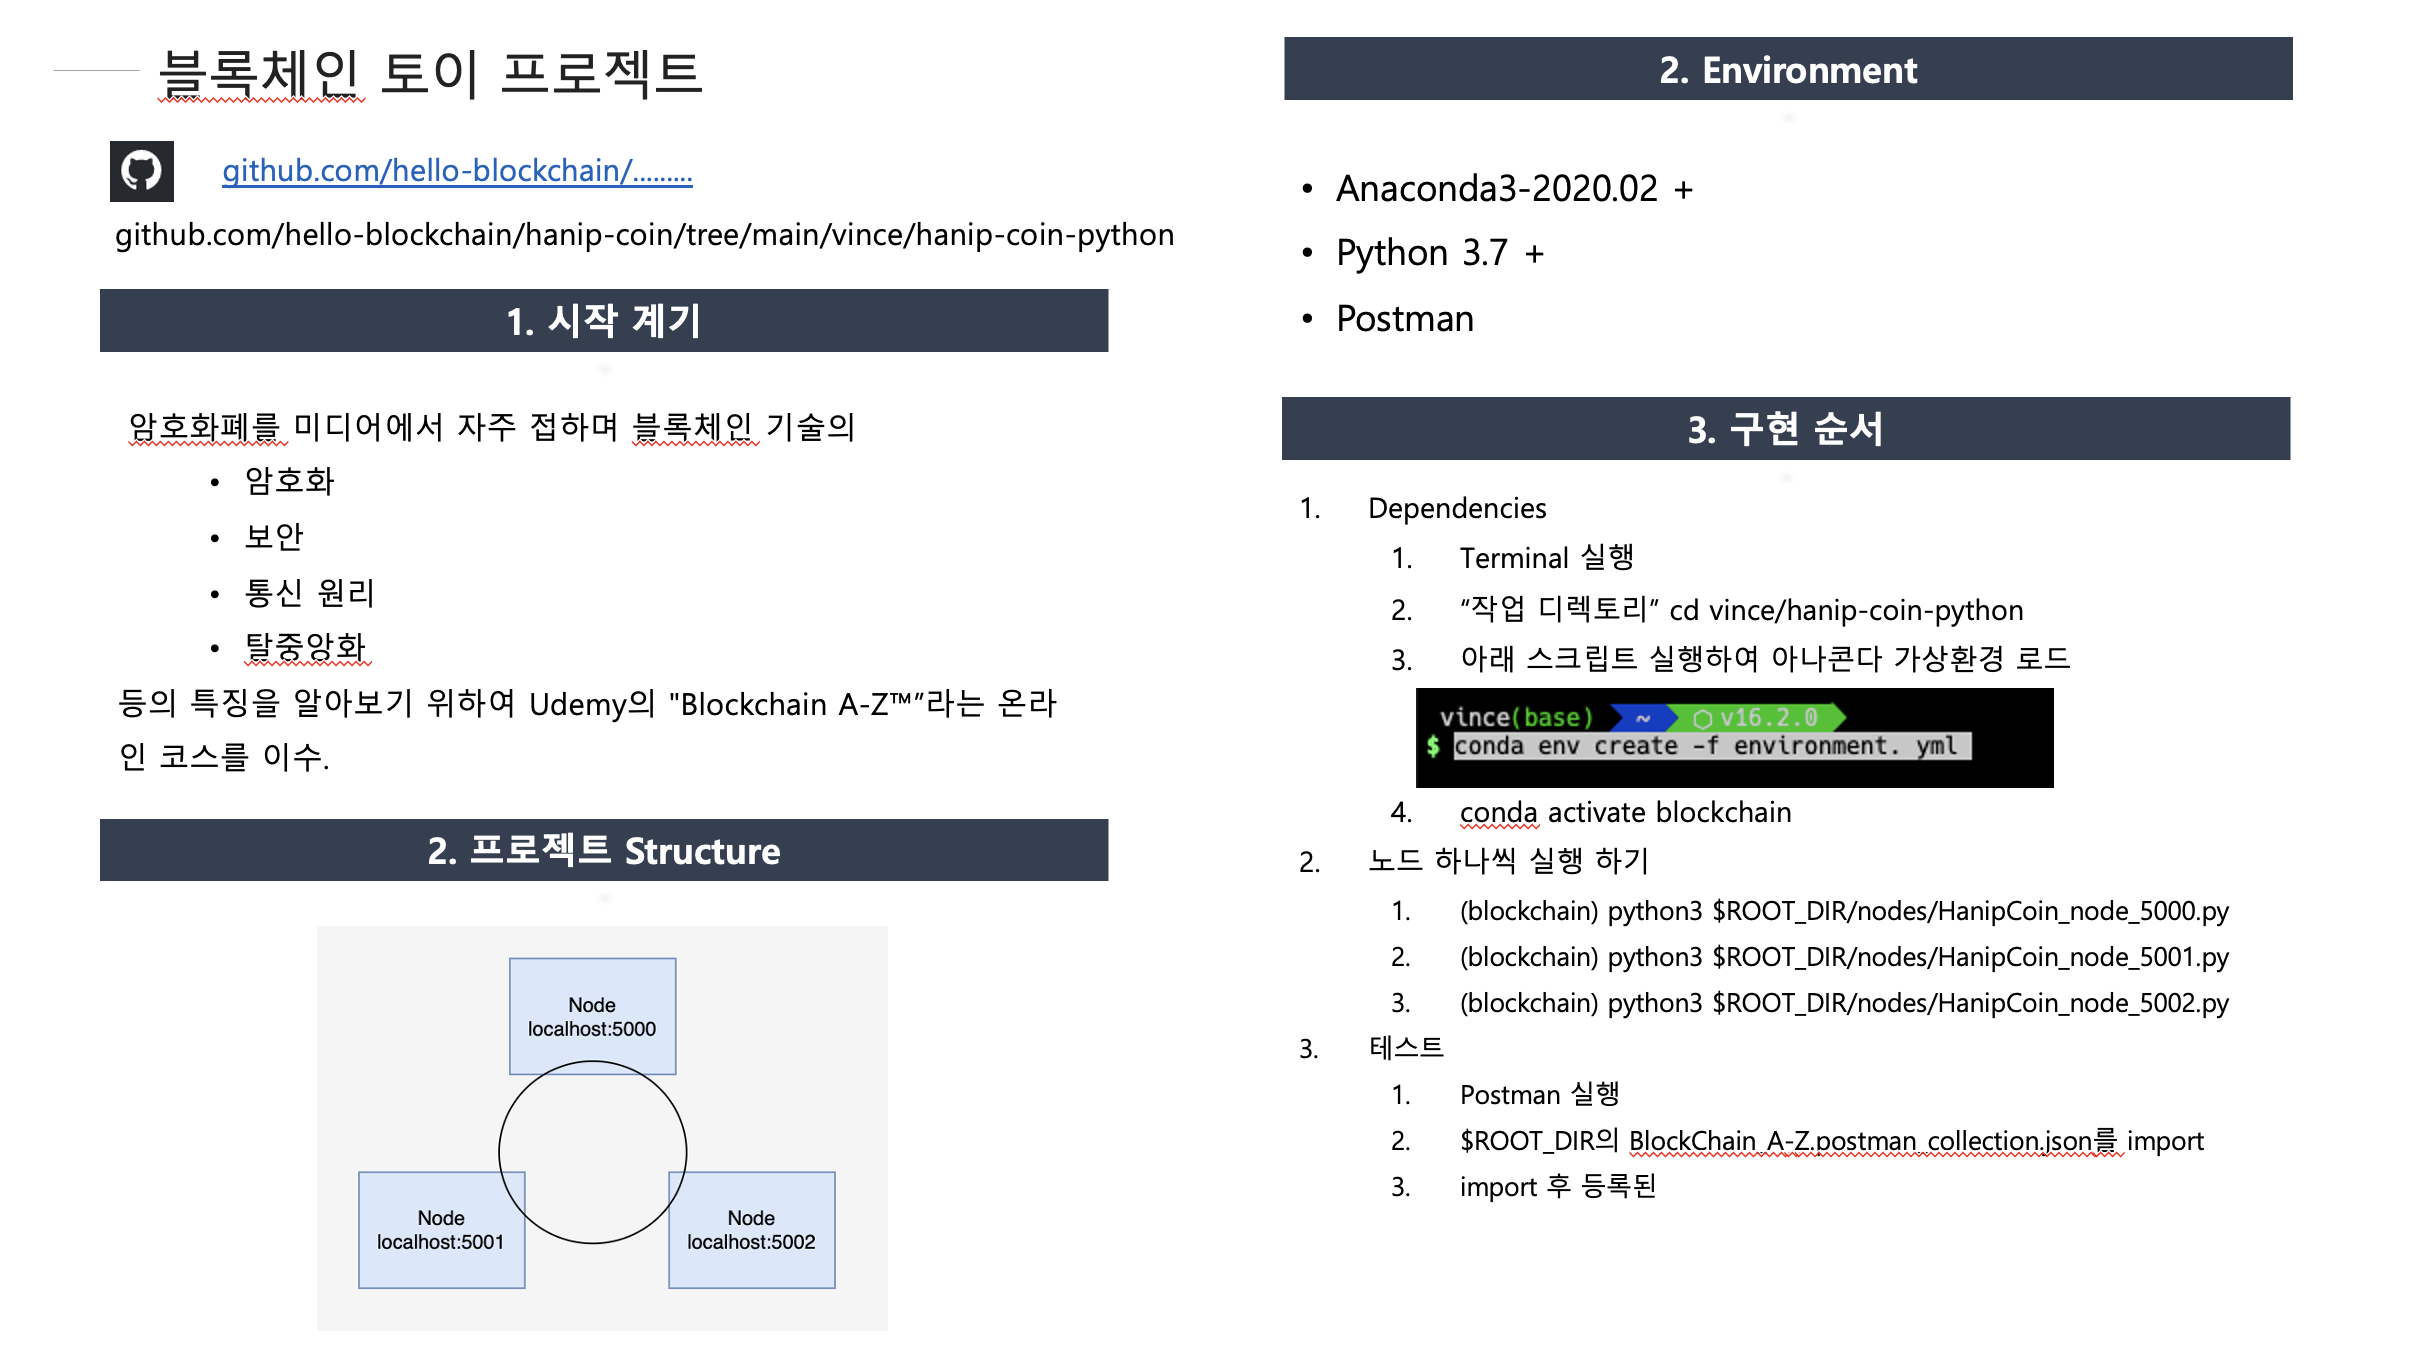 블록체인 토이 프로젝트
github.com/hello-blockchain/.........
github.com/hello-blockchain/hanip-coin/tree/main/vince/hanip-coin-python
1. 시작 계기
암호화폐를 미디어에서 자주 접하며 블록체인 기술의
• 암호화
• 보안
• 통신 원리
• 탈중앙화
등의 특징을 알아보기 위하여 Udemy의 "Blockchain A-Z™”라는 온라
인 코스를 이수.
2. 프로젝트 Structure
Node
localhost:5000
Node
localhost:5001
Node
localhost:5002
2. Environment
• Anaconda3-2020.02 +
• Python 3.7 +
• Postman
3. 구현 순서
1. Dependencies
1. Terminal 실행
2. “작업 디렉토리” cd vince/hanip-coin-python
3. 아래 스크립트 실행하여 아나콘다 가상환경 로드
vince(base) ~ v16.2.0
$ conda env create -f environment. yml
4. conda activate blockchain
2. 노드 하나씩 실행 하기
1. (blockchain) python3 $ROOT_DIR/nodes/HanipCoin_node_5000.py
2. (blockchain) python3 $ROOT_DIR/nodes/HanipCoin_node_5001.py
3. (blockchain) python3 $ROOT_DIR/nodes/HanipCoin_node_5002.py
3. 테스트
1. Postman 실행
2. $ROOT_DIR의 BlockChain_A-Z.postman_collection.json를 import
3. import 후 등록된